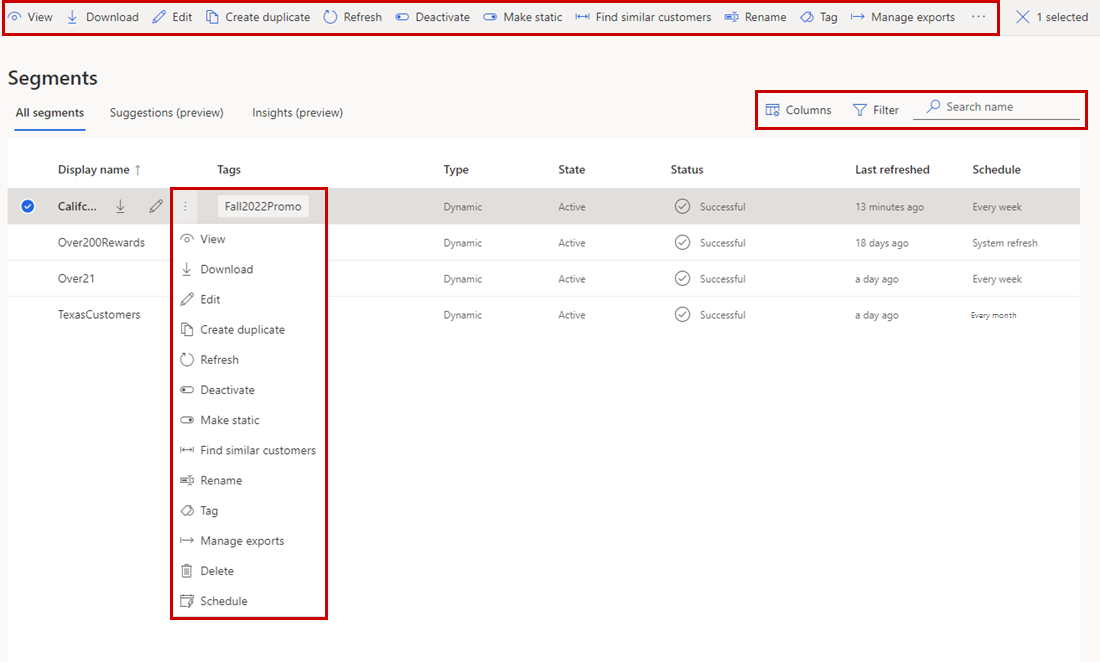 View Download Edit Create duplicate Refresh Deactivate Make static Find similar customers Rename Tag Manage exports ··· 1 selected
Segments
All segments Suggestions (preview) Insights (preview) Columns Filter Search name
Display name ↑ Tags Type State Status Last refreshed Schedule
Califc... Fall2022Promo Dynamic Active Successful 13 minutes ago Every week
Over200Rewards Dynamic Active Successful 18 days ago System refresh
Over21 Dynamic Active Successful a day ago Every week
TexasCustomers Dynamic Active Successful a day ago Every month
View
Download
Edit
Create duplicate
Refresh
Deactivate
Make static
Find similar customers
Rename
Tag
Manage exports
Delete
Schedule